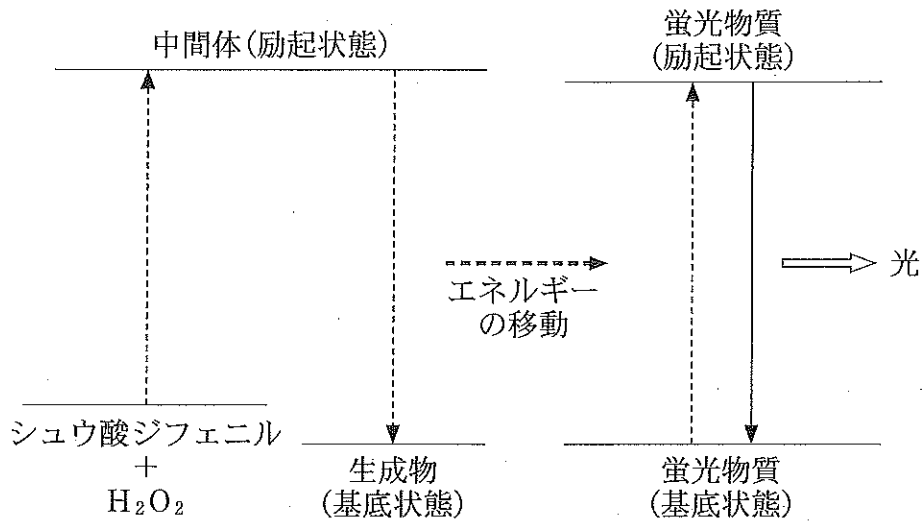 中間体(励起状態)
蛍光物質
(励起状態)
エネルギー
の移動
光
シュウ酸ジフェニル
+
H₂O₂
生成物
(基底状態)
蛍光物質
(基底状態)